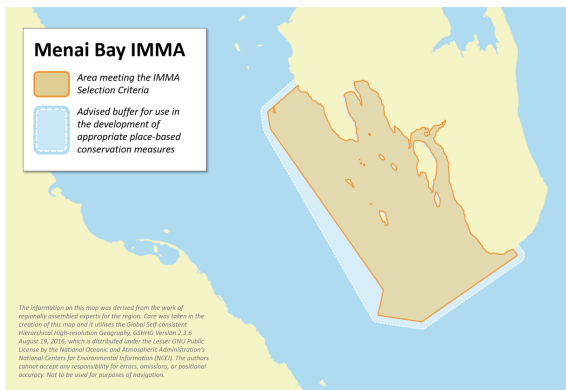 Menai Bay IMMA
Area meeting the IMMA
Selection Criteria
Advised buffer for use in
the development of
appropriate place-based
conservation measures
The information on this map was derived from the work of
regionally assembled experts for the region. Care was taken in the
creation of this map and it utilises the Global Self-consistent
Hierarchical High-resolution Geography, GSHHG Version 2.3.6
August 19, 2016, which is distributed under the Lesser GNU Public
License by the National Oceanic and Atmospheric Administration's
National Centers for Environmental Information (NCEI). The authors
cannot accept any responsibility for errors, omissions, or positional
accuracy. Not to be used for purposes of navigation.